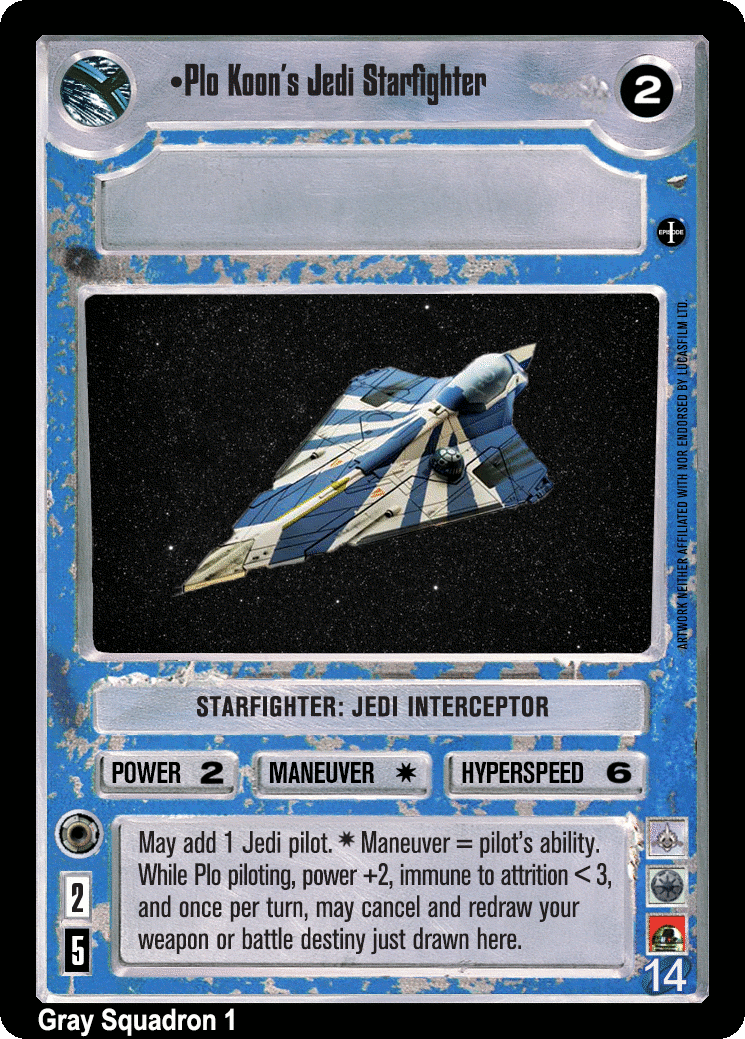 •Plo Koon's Jedi Starfighter
2
EPISODE
I
ARTWORK NEITHER AFFILIATED WITH NOR ENDORSED BY LUCASFILM LTD.
STARFIGHTER: JEDI INTERCEPTOR
POWER 2 MANEUVER ✷ HYPERSPEED 6
May add 1 Jedi pilot. ✷ Maneuver = pilot's ability.
While Plo piloting, power +2, immune to attrition < 3,
and once per turn, may cancel and redraw your
weapon or battle destiny just drawn here.
2
5
14
Gray Squadron 1